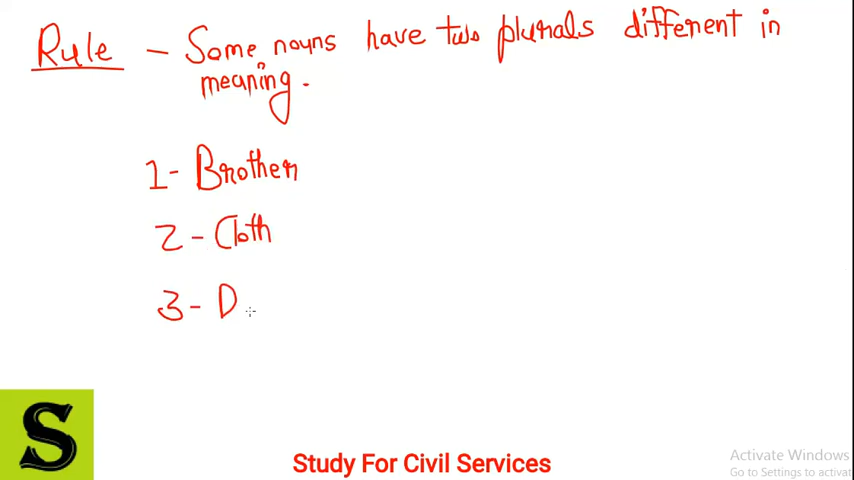 Rule - Some nouns have two plurals different in
meaning.
1- Brother
2- Cloth
3- D
S
Study For Civil Services
Activate Windows
Go to Settings to activat